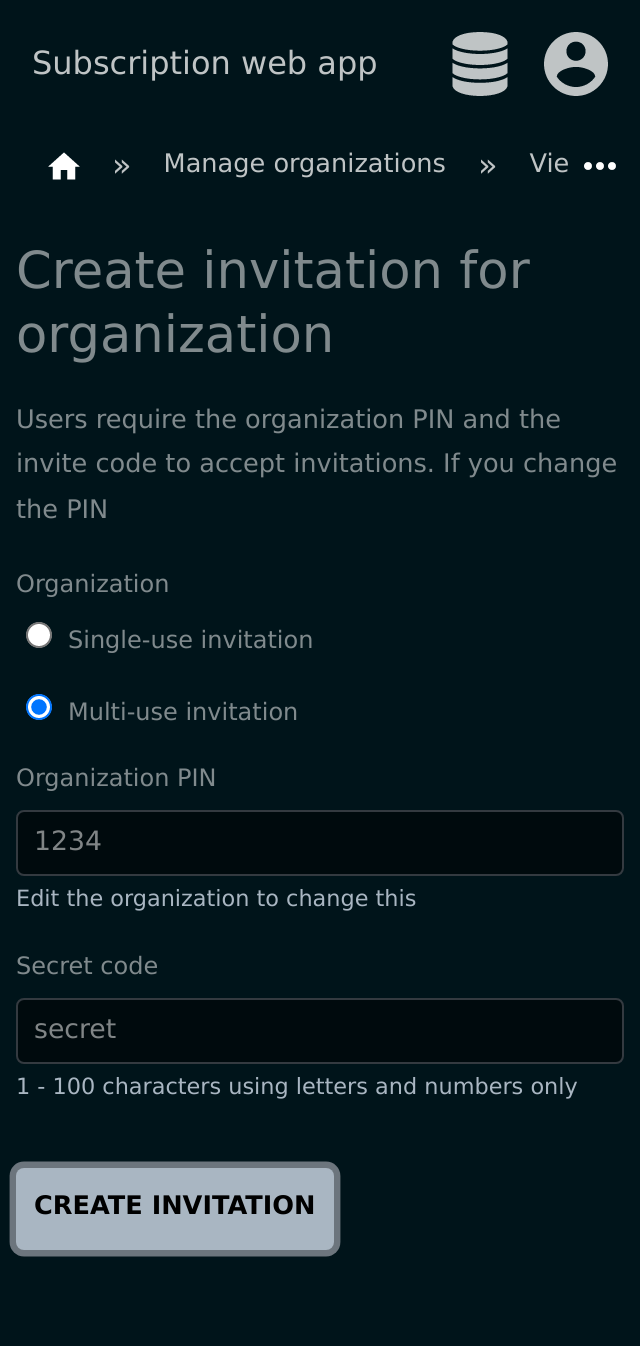 Subscription web app
» Manage organizations » Vie
Create invitation for
organization
Users require the organization PIN and the
invite code to accept invitations. If you change
the PIN
Organization
Single-use invitation
Multi-use invitation
Organization PIN
1234
Edit the organization to change this
Secret code
secret
1 - 100 characters using letters and numbers only
CREATE INVITATION